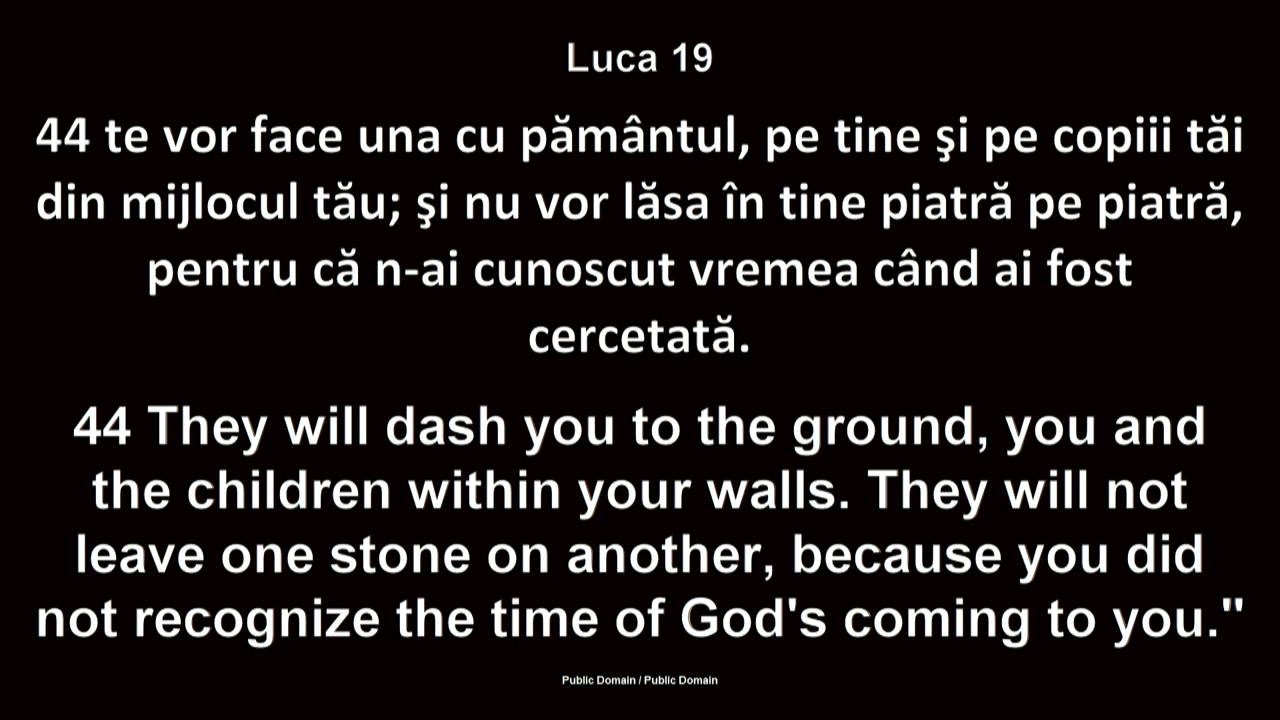 Luca 19
44 te vor face una cu pământul, pe tine şi pe copiii tăi
din mijlocul tău; şi nu vor lăsa în tine piatră pe piatră,
pentru că n-ai cunoscut vremea când ai fost
cercetată.
44 They will dash you to the ground, you and
the children within your walls. They will not
leave one stone on another, because you did
not recognize the time of God's coming to you."
Public Domain / Public Domain